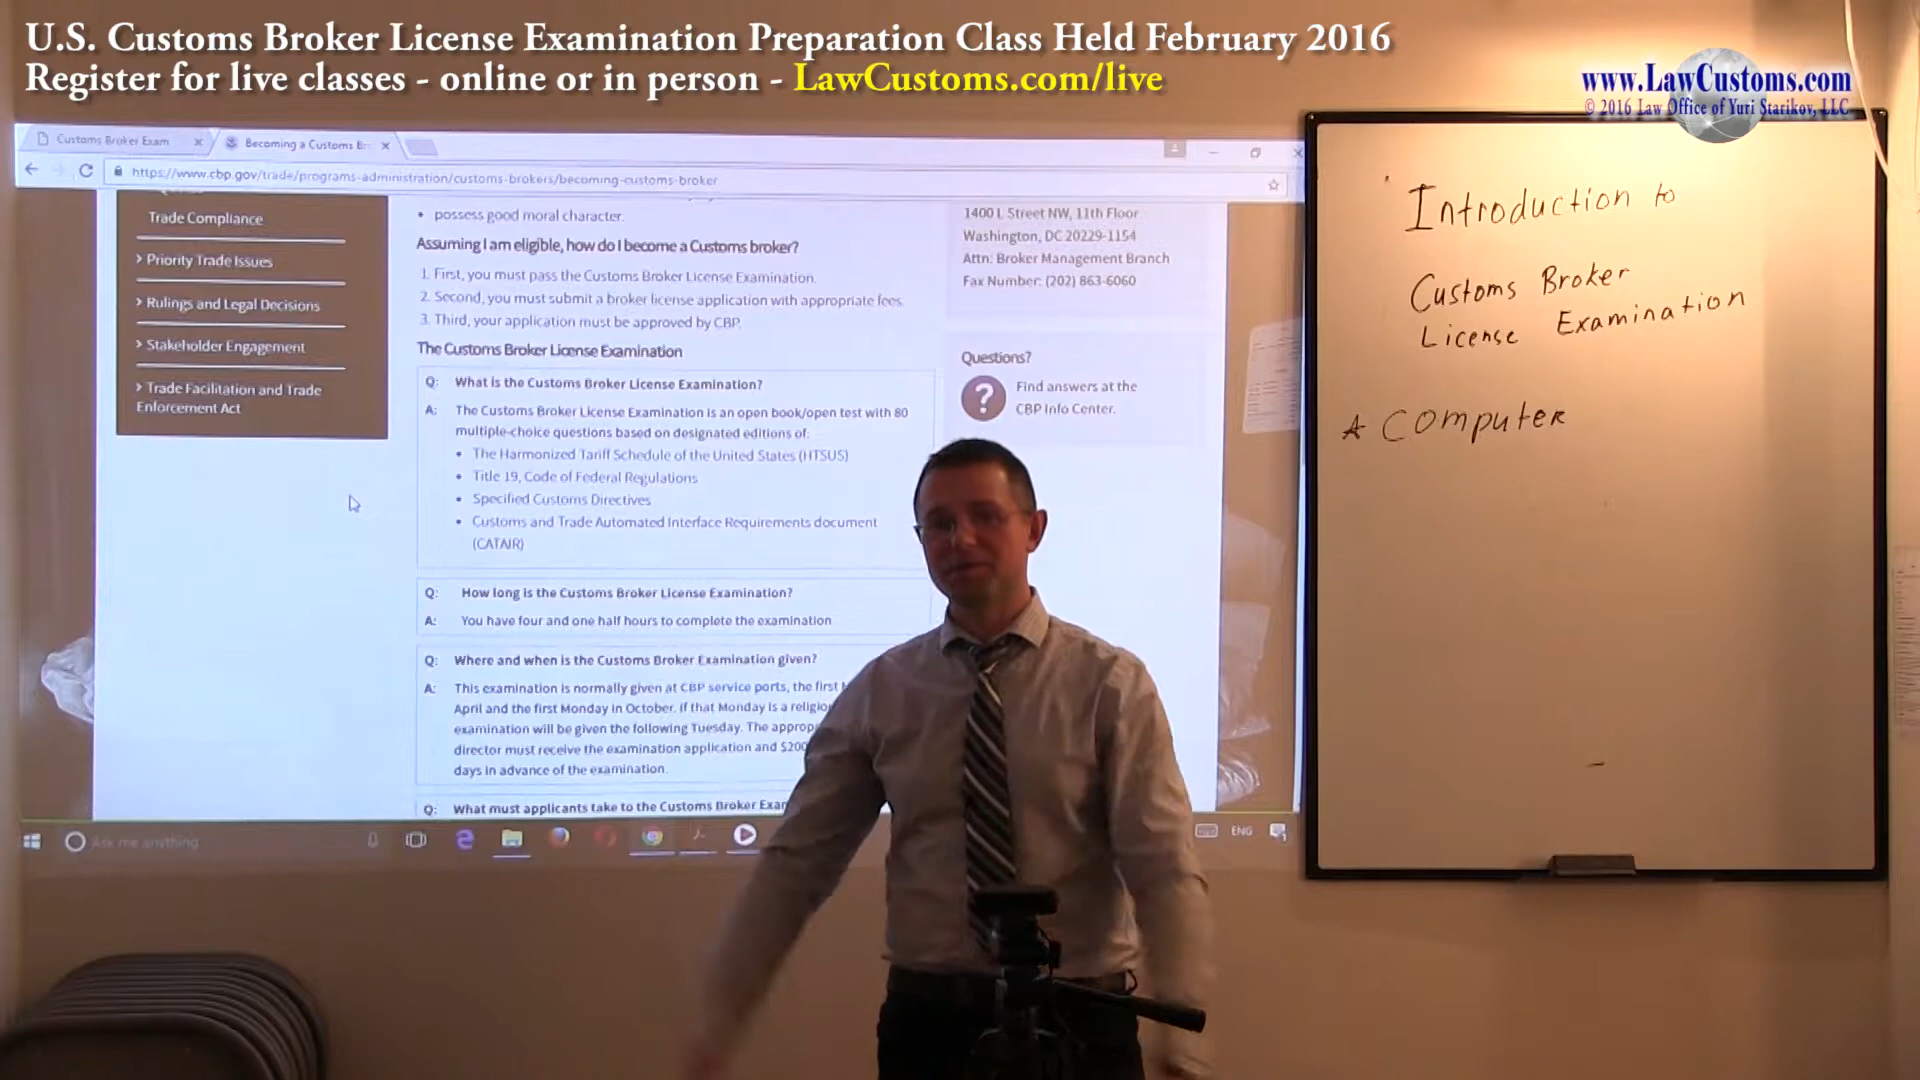 U.S. Customs Broker License Examination Preparation Class Held February 2016
Register for live classes - online or in person - LawCustoms.com/live
www.LawCustoms.com
© 2016 Law Office of Yuri Starikov, LLC
Customs Broker Exam
Becoming a Customs Br
https://www.cbp.gov/trade/programs-administration/customs-brokers/becoming-customs-broker
Trade Compliance
> Priority Trade Issues
> Rulings and Legal Decisions
> Stakeholder Engagement
> Trade Facilitation and Trade
Enforcement Act
• possess good moral character.
Assuming I am eligible, how do I become a Customs broker?
1. First, you must pass the Customs Broker License Examination.
2. Second, you must submit a broker license application with appropriate fees.
3. Third, your application must be approved by CBP.
The Customs Broker License Examination
Q: What is the Customs Broker License Examination?
A: The Customs Broker License Examination is an open book/open test with 80
multiple-choice questions based on designated editions of:
• The Harmonized Tariff Schedule of the United States (HTSUS)
• Title 19, Code of Federal Regulations
• Specified Customs Directives
• Customs and Trade Automated Interface Requirements document
(CATAIR)
Q: How long is the Customs Broker License Examination?
A: You have four and one half hours to complete the examination
Q: Where and when is the Customs Broker Examination given?
A: This examination is normally given at CBP service ports, the first
April and the first Monday in October. If that Monday is a
examination will be given the following Tuesday. The
director must receive the examination application and $200
days in advance of the examination.
Q: What must applicants take to the Customs Broker
1400 L Street NW, 11th Floor
Washington, DC 20229-1154
Attn: Broker Management Branch
Fax Number: (202) 863-6060
Questions?
?
Find answers at the
CBP Info Center.
Ask me anything
ENG
Introduction to
Customs Broker
License Examination
* Computer